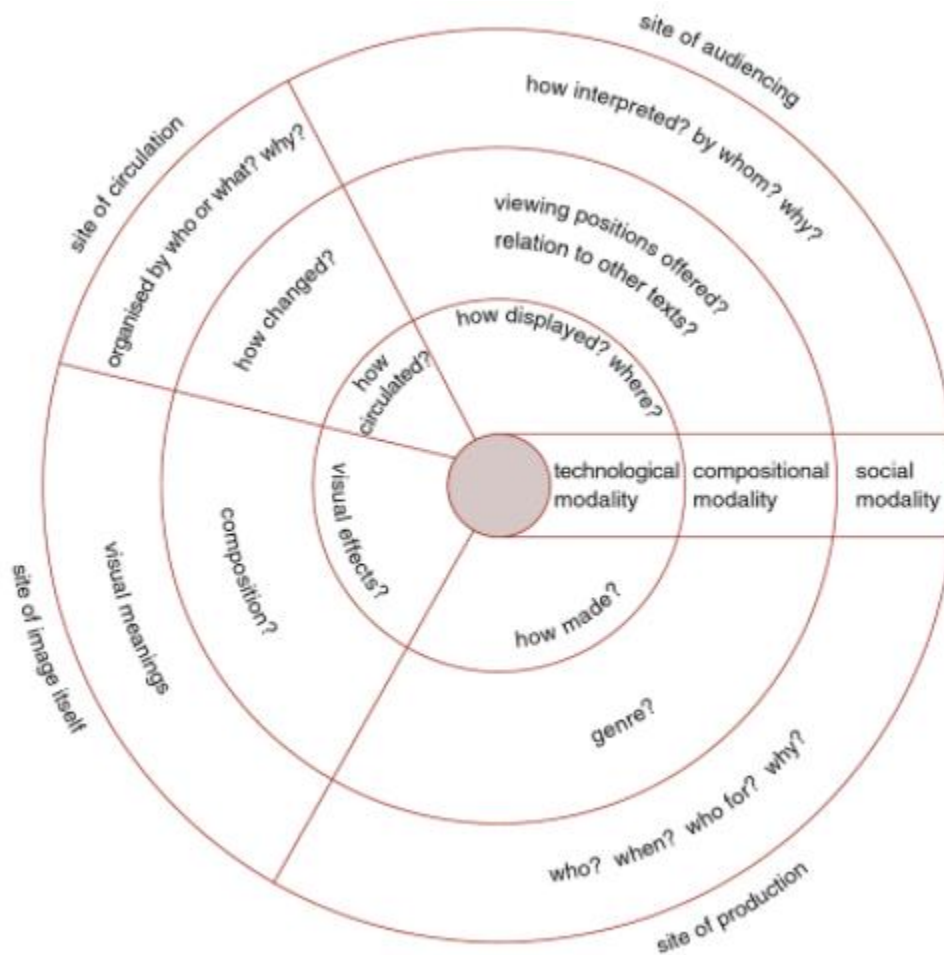 site of audiencing
how interpreted? by whom? why?
viewing positions offered?
relation to other texts?
how displayed? where?
site of circulation
organised by who or what? why?
how changed?
how
circulated?
technological
modality
compositional
modality
social
modality
site of image itself
visual meanings
composition?
visual effects?
how made?
genre?
who? when? who for? why?
site of production